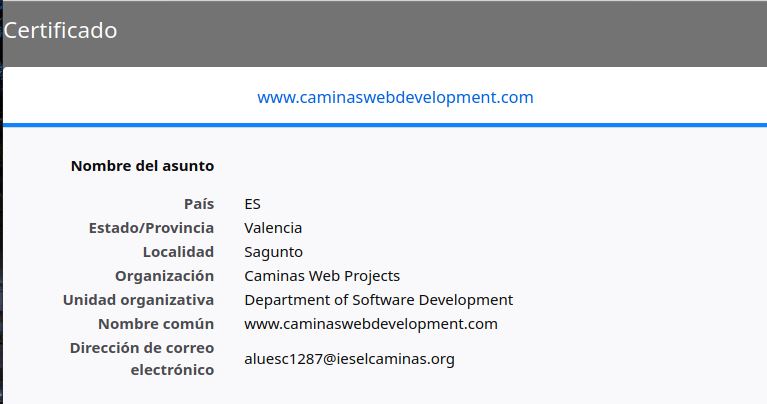 Certificado
www.caminaswebdevelopment.com
Nombre del asunto
País ES
Estado/Provincia Valencia
Localidad Sagunto
Organización Caminas Web Projects
Unidad organizativa Department of Software Development
Nombre común www.caminaswebdevelopment.com
Dirección de correo
electrónico aluesc1287@ieselcaminas.org